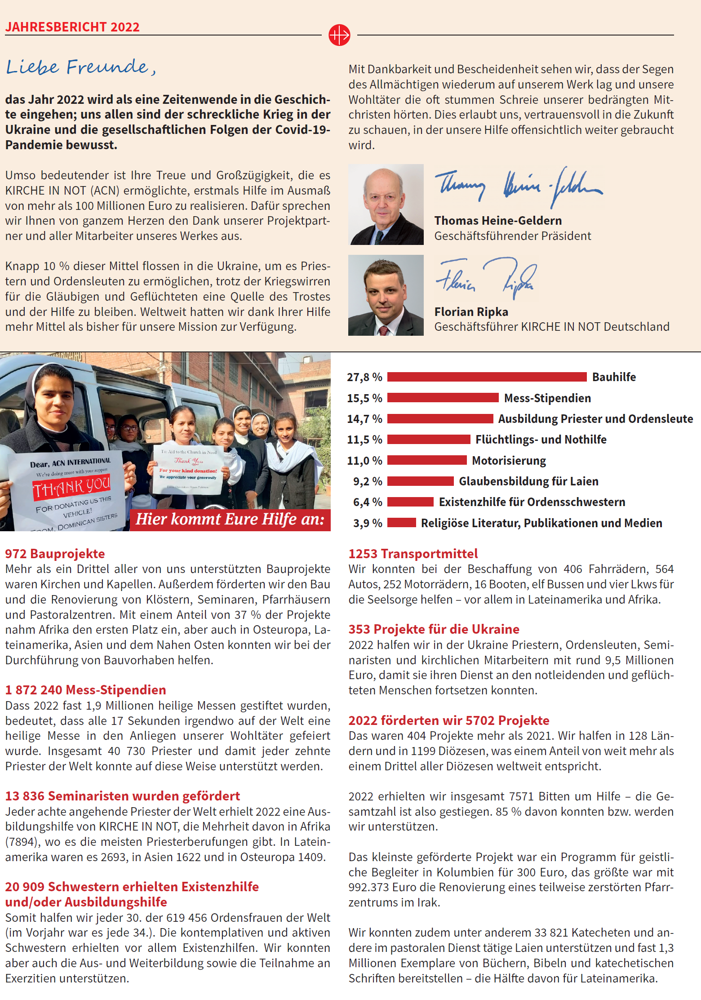 JAHRESBERICHT 2022
Liebe Freunde,
das Jahr 2022 wird als eine Zeitenwende in die Geschich-
te eingehen; uns allen sind der schreckliche Krieg in der
Ukraine und die gesellschaftlichen Folgen der Covid-19-
Pandemie bewusst.
Umso bedeutender ist Ihre Treue und Großzügigkeit, die es
KIRCHE IN NOT (ACN) ermöglichte, erstmals Hilfe im Ausmaß
von mehr als 100 Millionen Euro zu realisieren. Dafür sprechen
wir Ihnen von ganzem Herzen den Dank unserer Projektpart-
ner und aller Mitarbeiter unseres Werkes aus.
Knapp 10 % dieser Mittel flossen in die Ukraine, um es Pries-
tern und Ordensleuten zu ermöglichen, trotz der Kriegswirren
für die Gläubigen und Geflüchteten eine Quelle des Trostes
und der Hilfe zu bleiben. Weltweit hatten wir dank Ihrer Hilfe
mehr Mittel als bisher für unsere Mission zur Verfügung.
Mit Dankbarkeit und Bescheidenheit sehen wir, dass der Segen
des Allmächtigen wiederum auf unserem Werk lag und unsere
Wohltäter die oft stummen Schreie unserer bedrängten Mit-
christen hörten. Dies erlaubt uns, vertrauensvoll in die Zukunft
zu schauen, in der unsere Hilfe offensichtlich weiter gebraucht
wird.
Thomas Heine-Geldern
Thomas Heine-Geldern
Geschäftsführender Präsident
Florian Ripka
Florian Ripka
Geschäftsführer KIRCHE IN NOT Deutschland
Dear, ACN INTERNATIONAL
We're doing more with your support
THANK YOU
FOR DONATING US THIS
VEHICLE!
FROM, DOMINICAN SISTERS
To: Aid to the Church in Need
Thank You
For your kind donation!
We appreciate your generosity
Hier kommt Eure Hilfe an:
27,8 % Bauhilfe
15,5 % Mess-Stipendien
14,7 % Ausbildung Priester und Ordensleute
11,5 % Flüchtlings- und Nothilfe
11,0 % Motorisierung
9,2 % Glaubensbildung für Laien
6,4 % Existenzhilfe für Ordensschwestern
3,9 % Religiöse Literatur, Publikationen und Medien
972 Bauprojekte
Mehr als ein Drittel aller von uns unterstützten Bauprojekte
waren Kirchen und Kapellen. Außerdem förderten wir den Bau
und die Renovierung von Klöstern, Seminaren, Pfarrhäusern
und Pastoralzentren. Mit einem Anteil von 37 % der Projekte
nahm Afrika den ersten Platz ein, aber auch in Osteuropa, La-
teinamerika, Asien und dem Nahen Osten konnten wir bei der
Durchführung von Bauvorhaben helfen.
1 872 240 Mess-Stipendien
Dass 2022 fast 1,9 Millionen heilige Messen gestiftet wurden,
bedeutet, dass alle 17 Sekunden irgendwo auf der Welt eine
heilige Messe in den Anliegen unserer Wohltäter gefeiert
wurde. Insgesamt 40 730 Priester und damit jeder zehnte
Priester der Welt konnte auf diese Weise unterstützt werden.
13 836 Seminaristen wurden gefördert
Jeder achte angehende Priester der Welt erhielt 2022 eine Aus-
bildungshilfe von KIRCHE IN NOT, die Mehrheit davon in Afrika
(7894), wo es die meisten Priesterberufungen gibt. In Latein-
amerika waren es 2693, in Asien 1622 und in Osteuropa 1409.
20 909 Schwestern erhielten Existenzhilfe
und/oder Ausbildungshilfe
Somit halfen wir jeder 30. der 619 456 Ordensfrauen der Welt
(im Vorjahr war es jede 34.). Die kontemplativen und aktiven
Schwestern erhielten vor allem Existenzhilfen. Wir konnten
aber auch die Aus- und Weiterbildung sowie die Teilnahme an
Exerzitien unterstützen.
1253 Transportmittel
Wir konnten bei der Beschaffung von 406 Fahrrädern, 564
Autos, 252 Motorrädern, 16 Booten, elf Bussen und vier Lkws für
die Seelsorge helfen – vor allem in Lateinamerika und Afrika.
353 Projekte für die Ukraine
2022 halfen wir in der Ukraine Priestern, Ordensleuten, Semi-
naristen und kirchlichen Mitarbeitern mit rund 9,5 Millionen
Euro, damit sie ihren Dienst an den notleidenden und geflüch-
teten Menschen fortsetzen konnten.
2022 förderten wir 5702 Projekte
Das waren 404 Projekte mehr als 2021. Wir halfen in 128 Län-
dern und in 1199 Diözesen, was einem Anteil von weit mehr als
einem Drittel aller Diözesen weltweit entspricht.
2022 erhielten wir insgesamt 7571 Bitten um Hilfe – die Ge-
samtzahl ist also gestiegen. 85 % davon konnten bzw. werden
wir unterstützen.
Das kleinste geförderte Projekt war ein Programm für geistli-
che Begleiter in Kolumbien für 300 Euro, das größte war mit
992.373 Euro die Renovierung eines teilweise zerstörten Pfarr-
zentrums im Irak.
Wir konnten zudem unter anderem 33 821 Katecheten und an-
dere im pastoralen Dienst tätige Laien unterstützen und fast 1,3
Millionen Exemplare von Büchern, Bibeln und katechetischen
Schriften bereitstellen – die Hälfte davon für Lateinamerika.